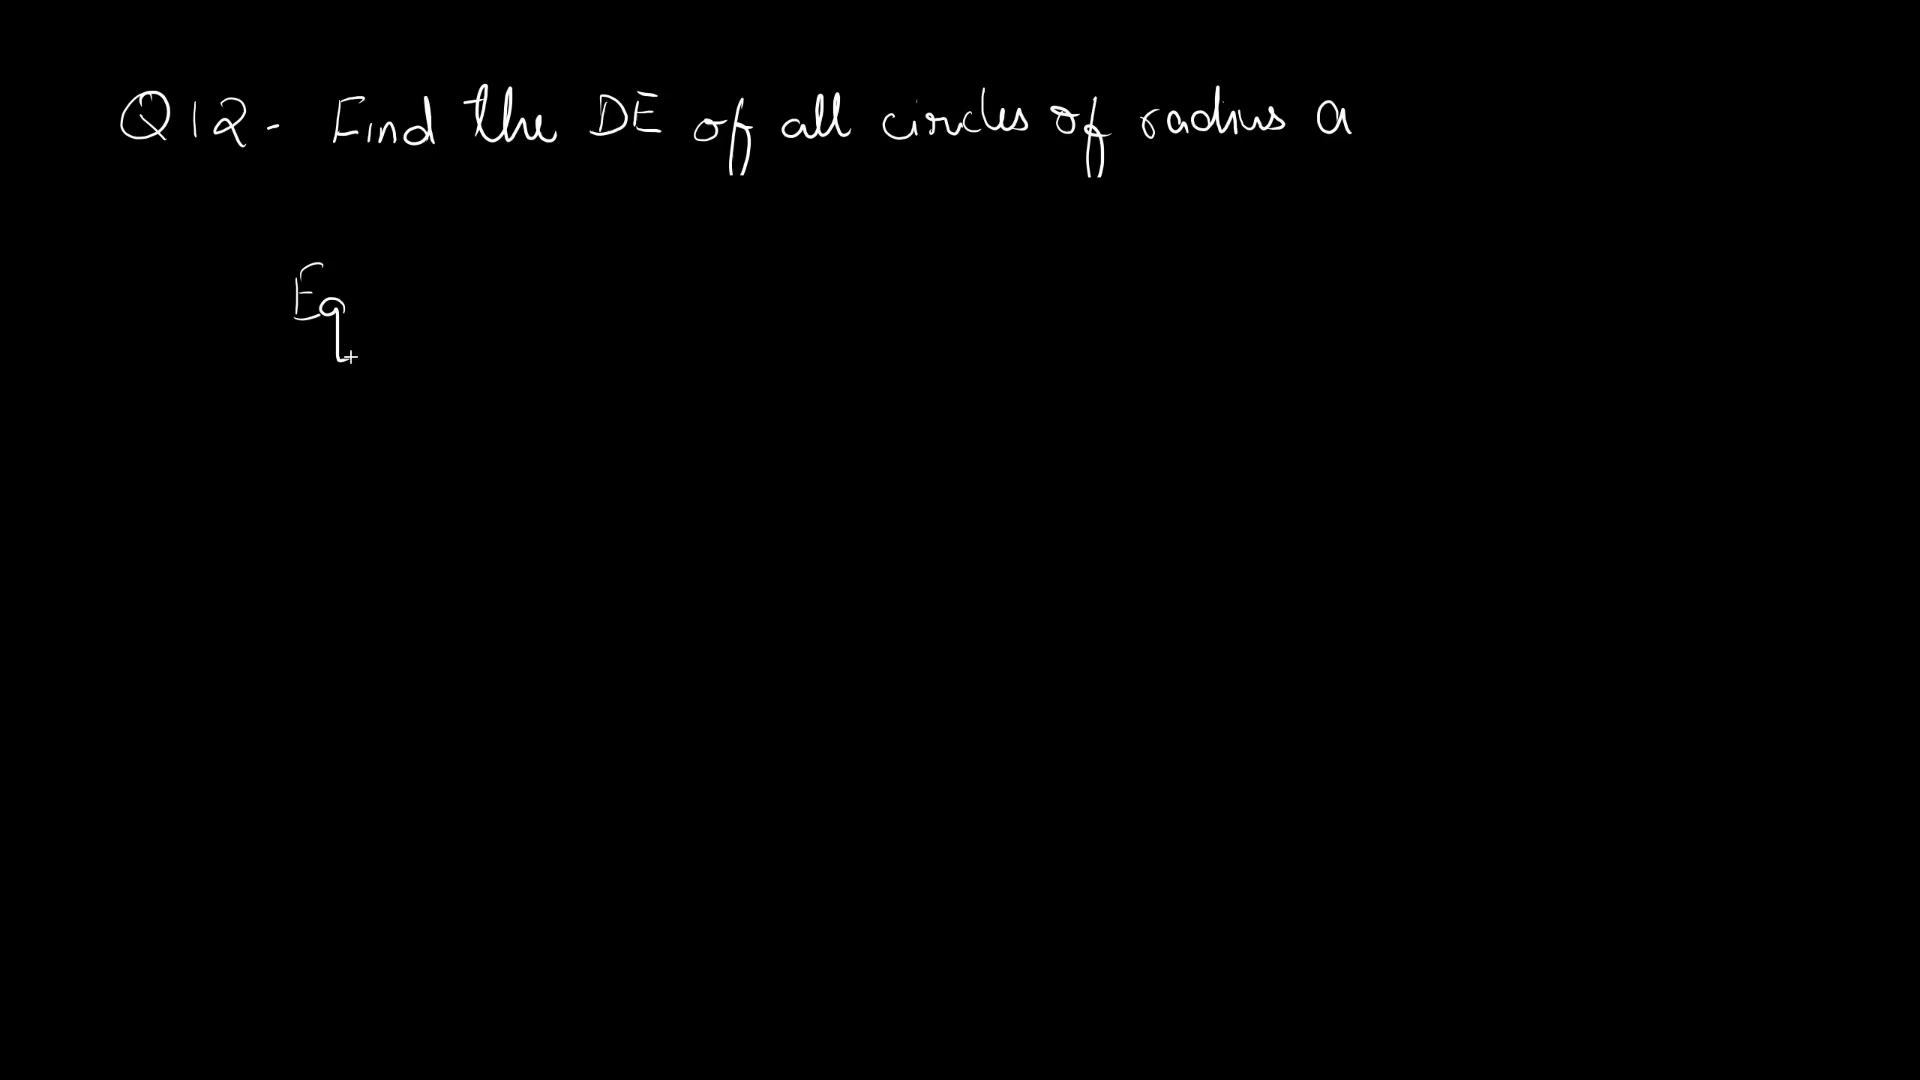 Q12- Find the DE of all circles of radius a
Eq